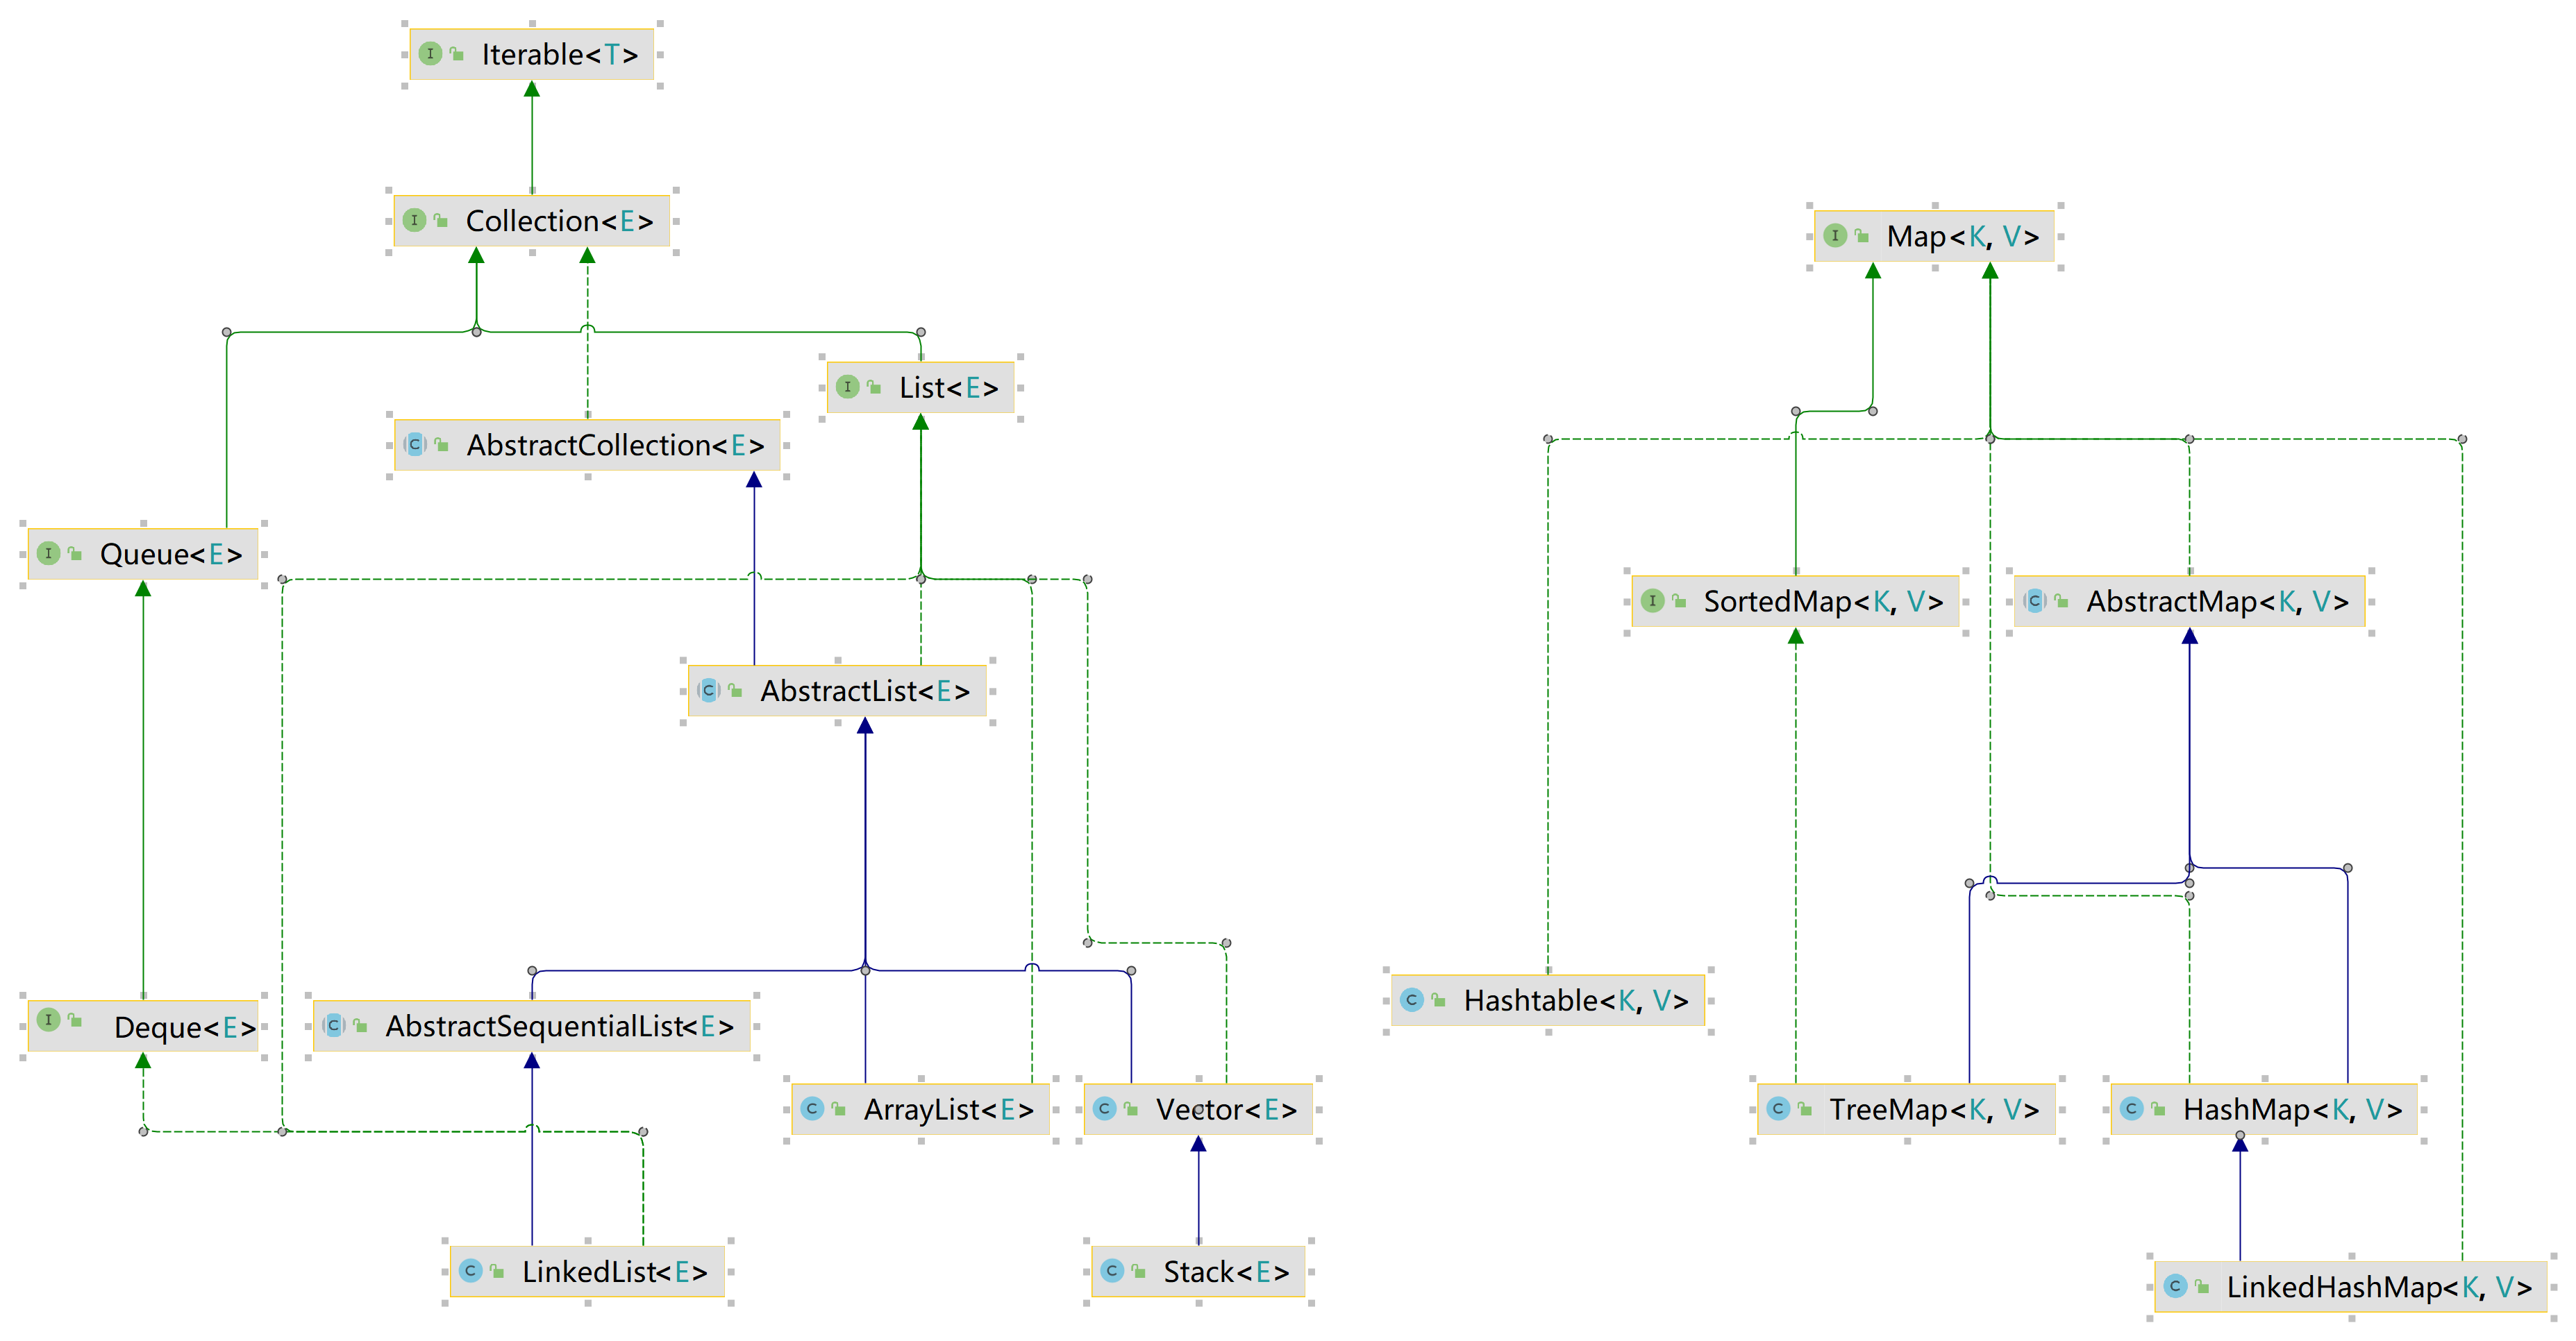 Iterable<T>
Collection<E>
Map<K, V>
List<E>
AbstractCollection<E>
Queue<E>
SortedMap<K, V>
AbstractMap<K, V>
AbstractList<E>
Hashtable<K, V>
Deque<E>
AbstractSequentialList<E>
ArrayList<E>
Vector<E>
TreeMap<K, V>
HashMap<K, V>
LinkedList<E>
Stack<E>
LinkedHashMap<K, V>